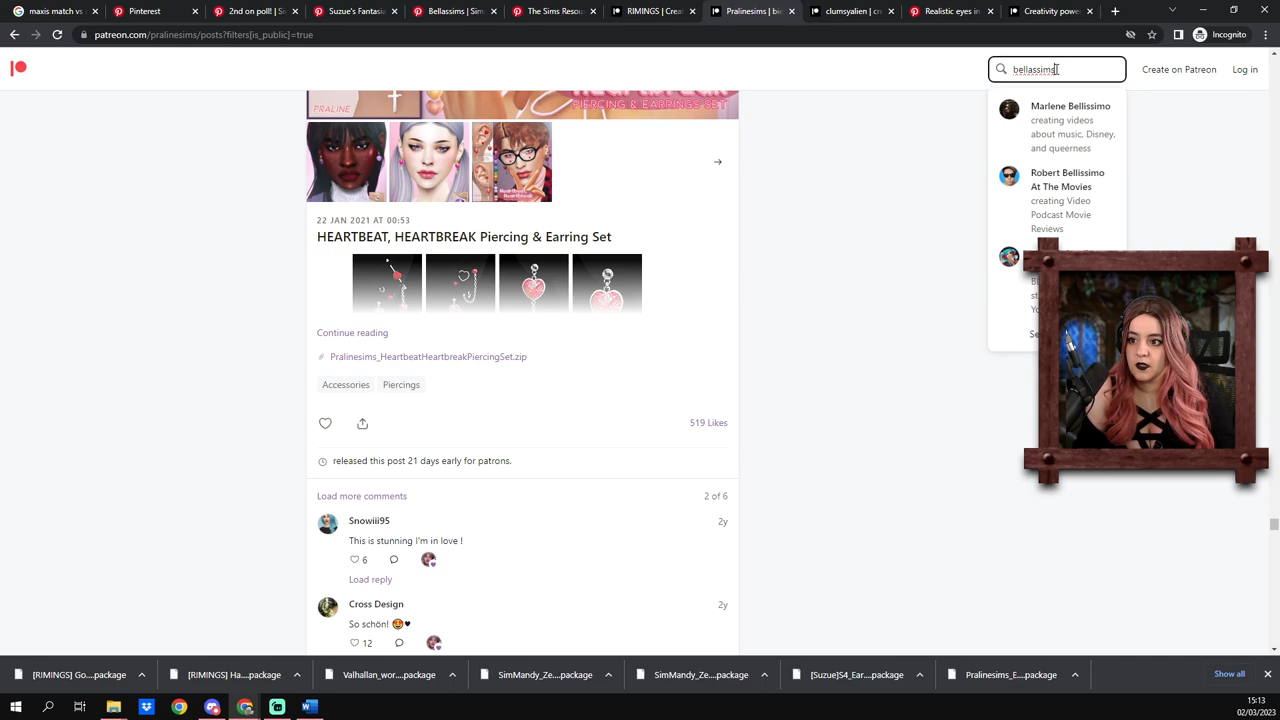 maxis match vs
Pinterest
2nd on poll! | Si
Suzue's Fantasi
Bellassims | Sin
The Sims Resou
RIMINGS | Creat
Pralinesims | bie
clumsyalien | cr
Realistic eyes in
Creativity powe
patreon.com/pralinesims/posts?filters[is_public]=true
Incognito
bellassims
Create on Patreon
Log in
PRALINE
PIERCING & EARRINGS SET
Marlene Bellissimo
creating videos
about music, Disney,
and queerness
Robert Bellissimo
At The Movies
creating Video
Podcast Movie
Reviews
22 JAN 2021 AT 00:53
HEARTBEAT, HEARTBREAK Piercing & Earring Set
Continue reading
Pralinesims_HeartbeatHeartbreakPiercingSet.zip
Accessories
Piercings
519 Likes
released this post 21 days early for patrons.
Load more comments
2 of 6
Snowiii95
2y
This is stunning I'm in love !
6
Load reply
Cross Design
2y
So schön! 🤩♥
12
[RIMINGS] Go....package
[RIMINGS] Ha....package
Valhallan_wor....package
SimMandy_Ze....package
SimMandy_Ze....package
[Suzue]S4_Ear....package
Pralinesims_E....package
Show all
15:13
02/03/2023